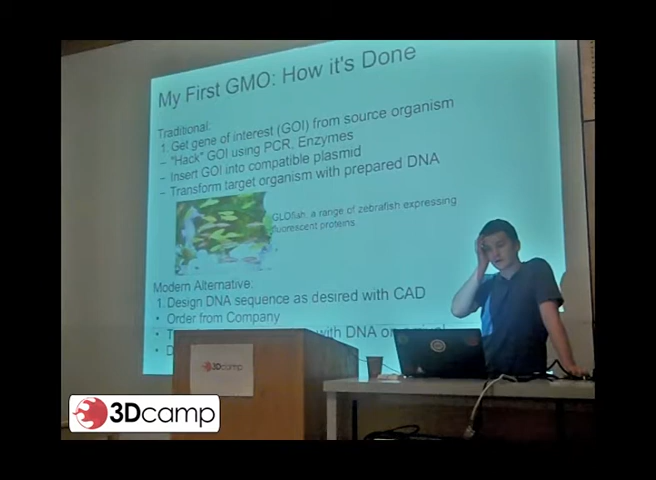 My First GMO: How it's Done
Traditional:
1. Get gene of interest (GOI) from source organism
– "Hack" GOI using PCR, Enzymes
– Insert GOI into compatible plasmid
– Transform target organism with prepared DNA
GLOfish, a range of zebrafish expressing
fluorescent proteins.
Modern Alternative:
1. Design DNA sequence as desired with CAD
• Order from Company
with DNA
3Dcamp
3Dcamp